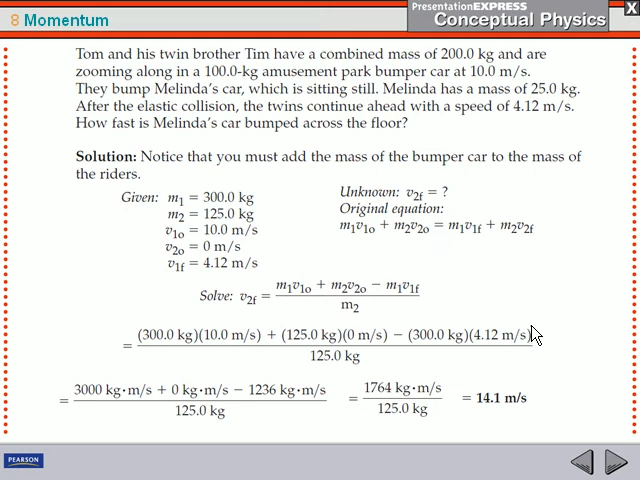 PresentationEXPRESS
X
8 Momentum
Conceptual Physics
Tom and his twin brother Tim have a combined mass of 200.0 kg and are
zooming along in a 100.0-kg amusement park bumper car at 10.0 m/s.
They bump Melinda's car, which is sitting still. Melinda has a mass of 25.0 kg.
After the elastic collision, the twins continue ahead with a speed of 4.12 m/s.
How fast is Melinda's car bumped across the floor?
Solution: Notice that you must add the mass of the bumper car to the mass of
the riders.
Given: m₁ = 300.0 kg
m₂ = 125.0 kg
v₁ₒ = 10.0 m/s
v₂ₒ = 0 m/s
v1f = 4.12 m/s
Unknown: v2f = ?
Original equation:
m₁v₁ₒ + m₂v₂ₒ = m₁v1f + m₂v2f
Solve: v2f = m₁v₁ₒ + m₂v₂ₒ − m₁v1f
m₂
= (300.0 kg)(10.0 m/s) + (125.0 kg)(0 m/s) − (300.0 kg)(4.12 m/s)
125.0 kg
= 3000 kg·m/s + 0 kg·m/s − 1236 kg·m/s = 1764 kg·m/s = 14.1 m/s
125.0 kg 125.0 kg
PEARSON